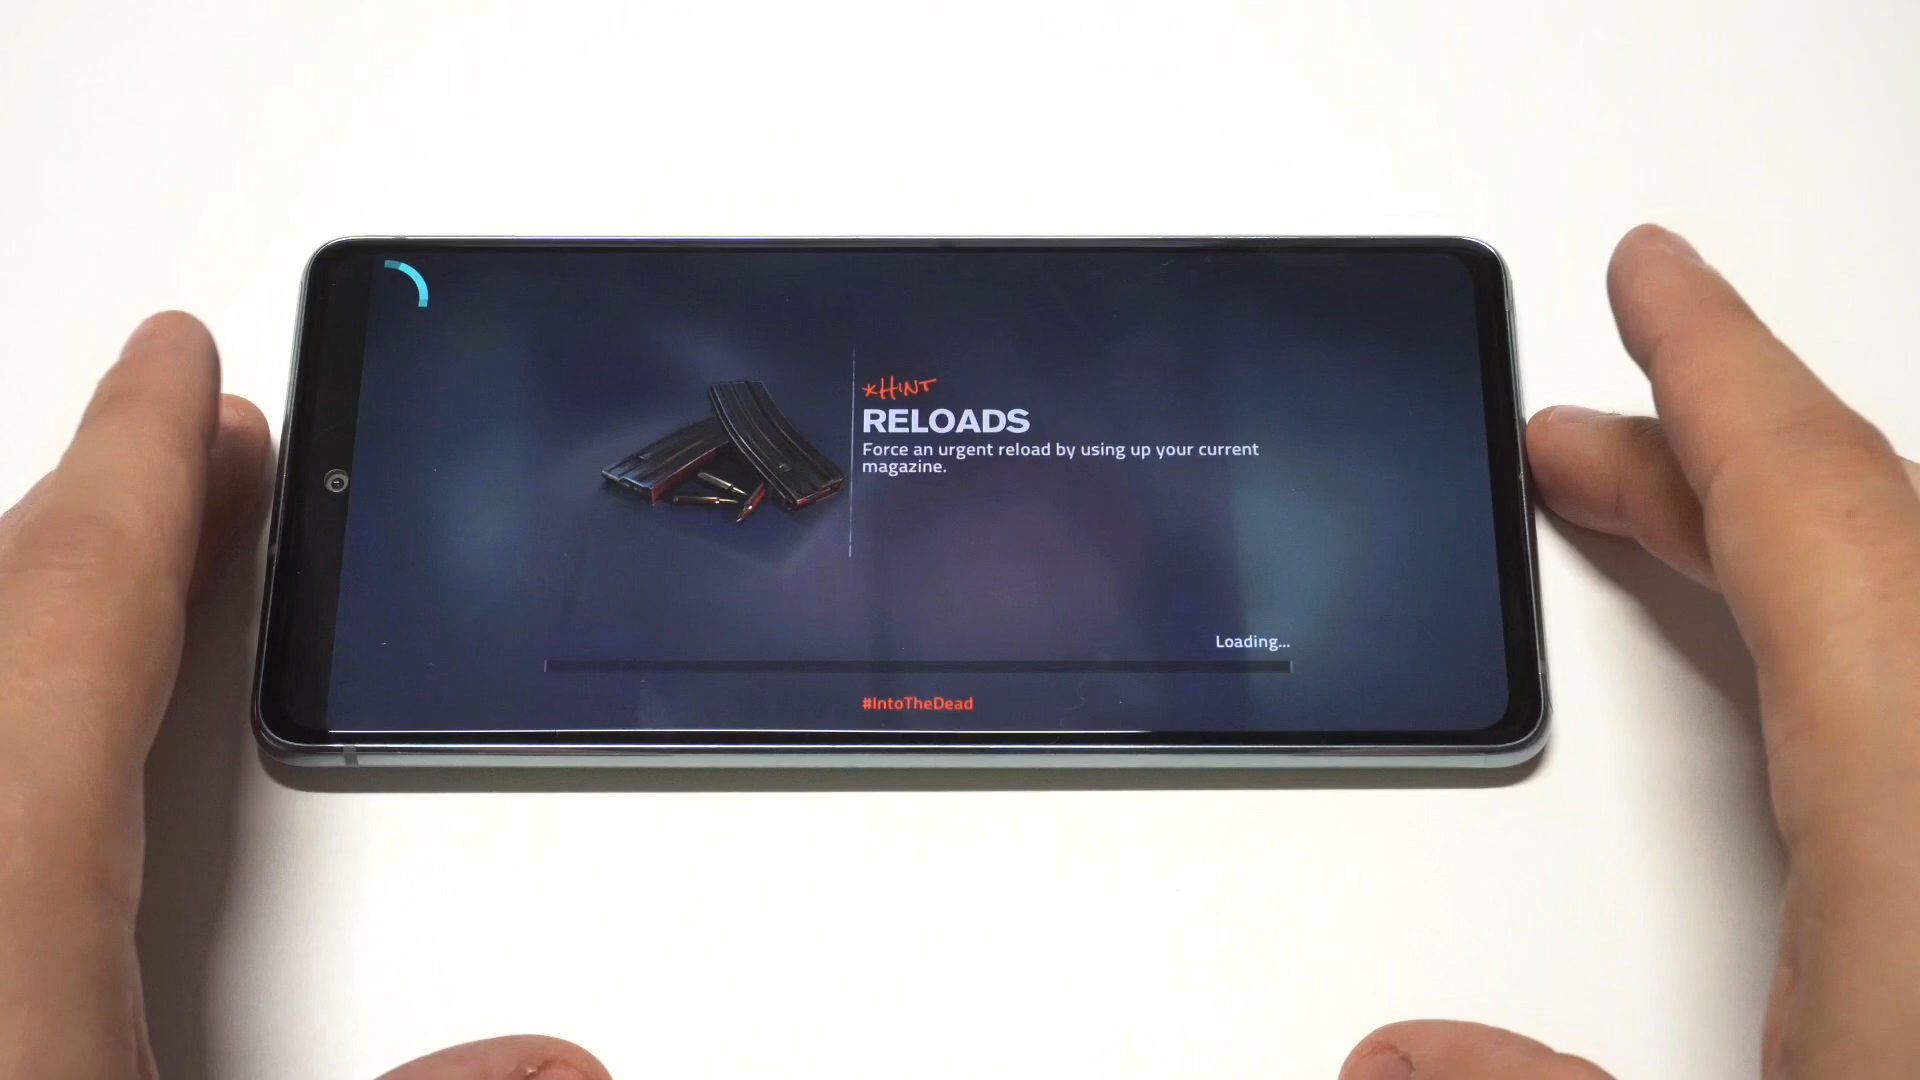 *HINT
RELOADS
Force an urgent reload by using up your current
magazine.
Loading...
#IntoTheDead